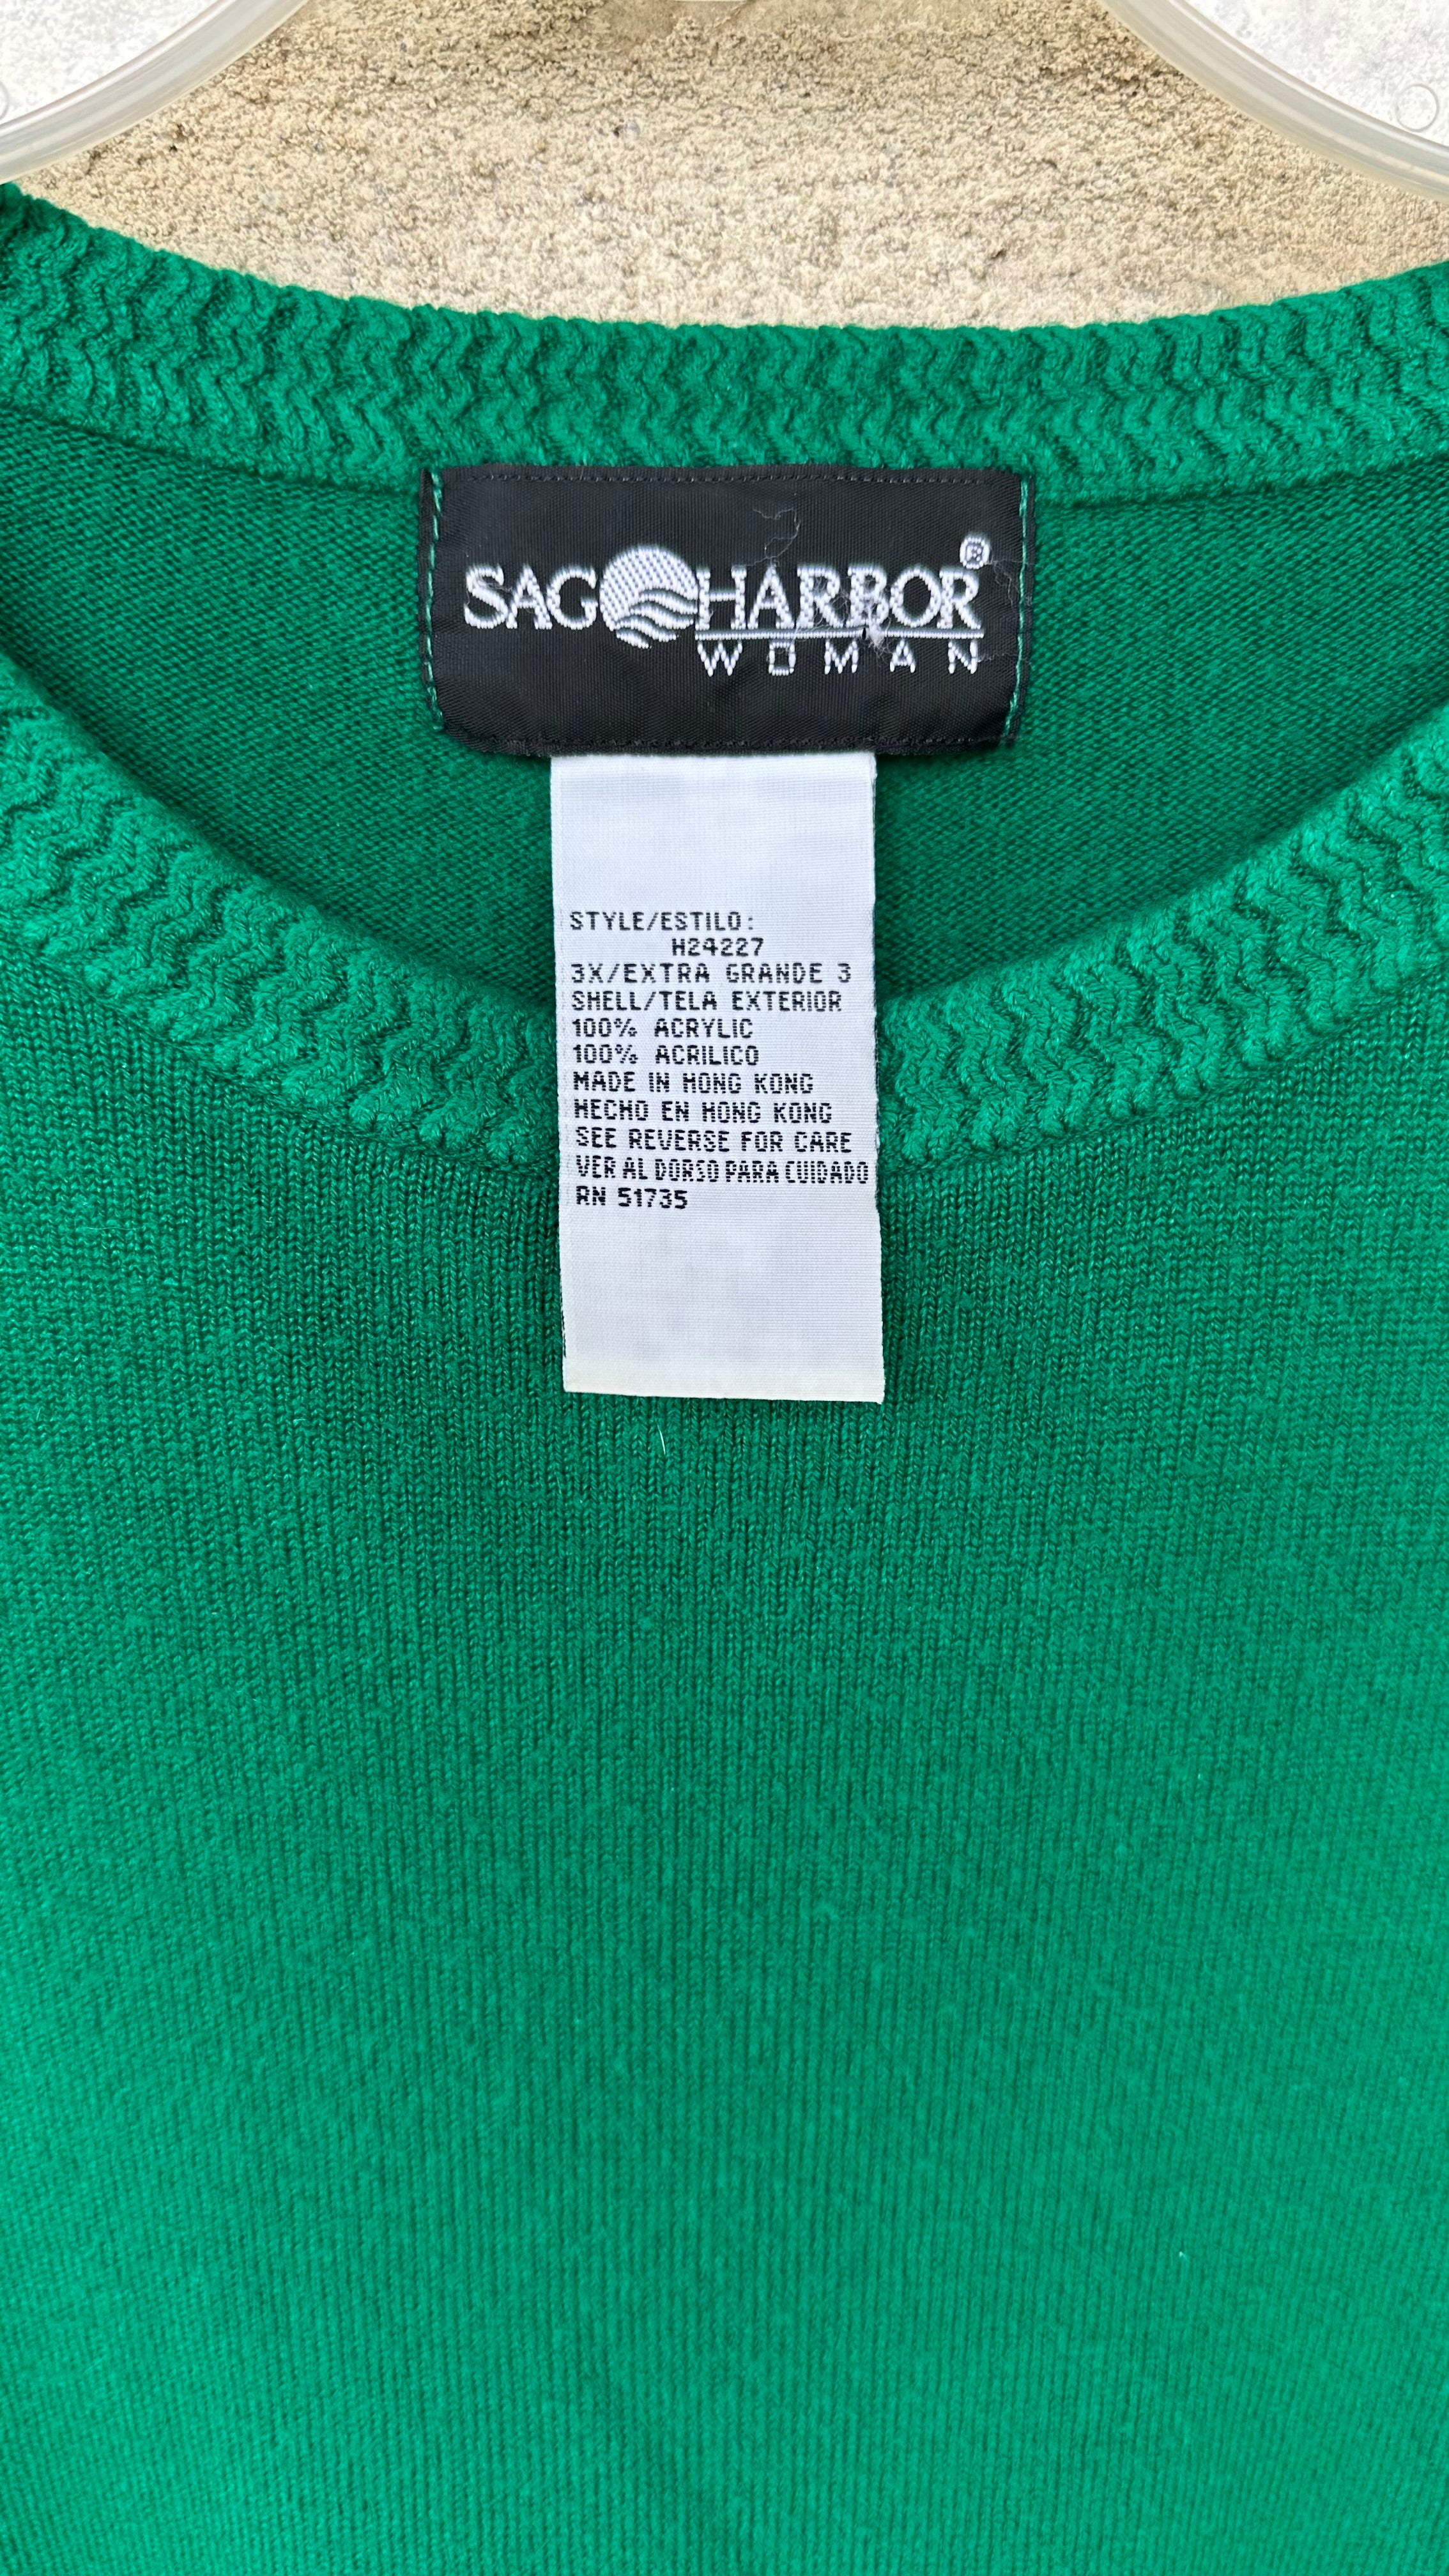 SAG HARBOR®
WOMAN
STYLE/ESTILO:
H24227
3X/EXTRA GRANDE 3
SHELL/TELA EXTERIOR
100% ACRYLIC
100% ACRILICO
MADE IN HONG KONG
HECHO EN HONG KONG
SEE REVERSE FOR CARE
VER AL DORSO PARA CUIDADO
RN 51735